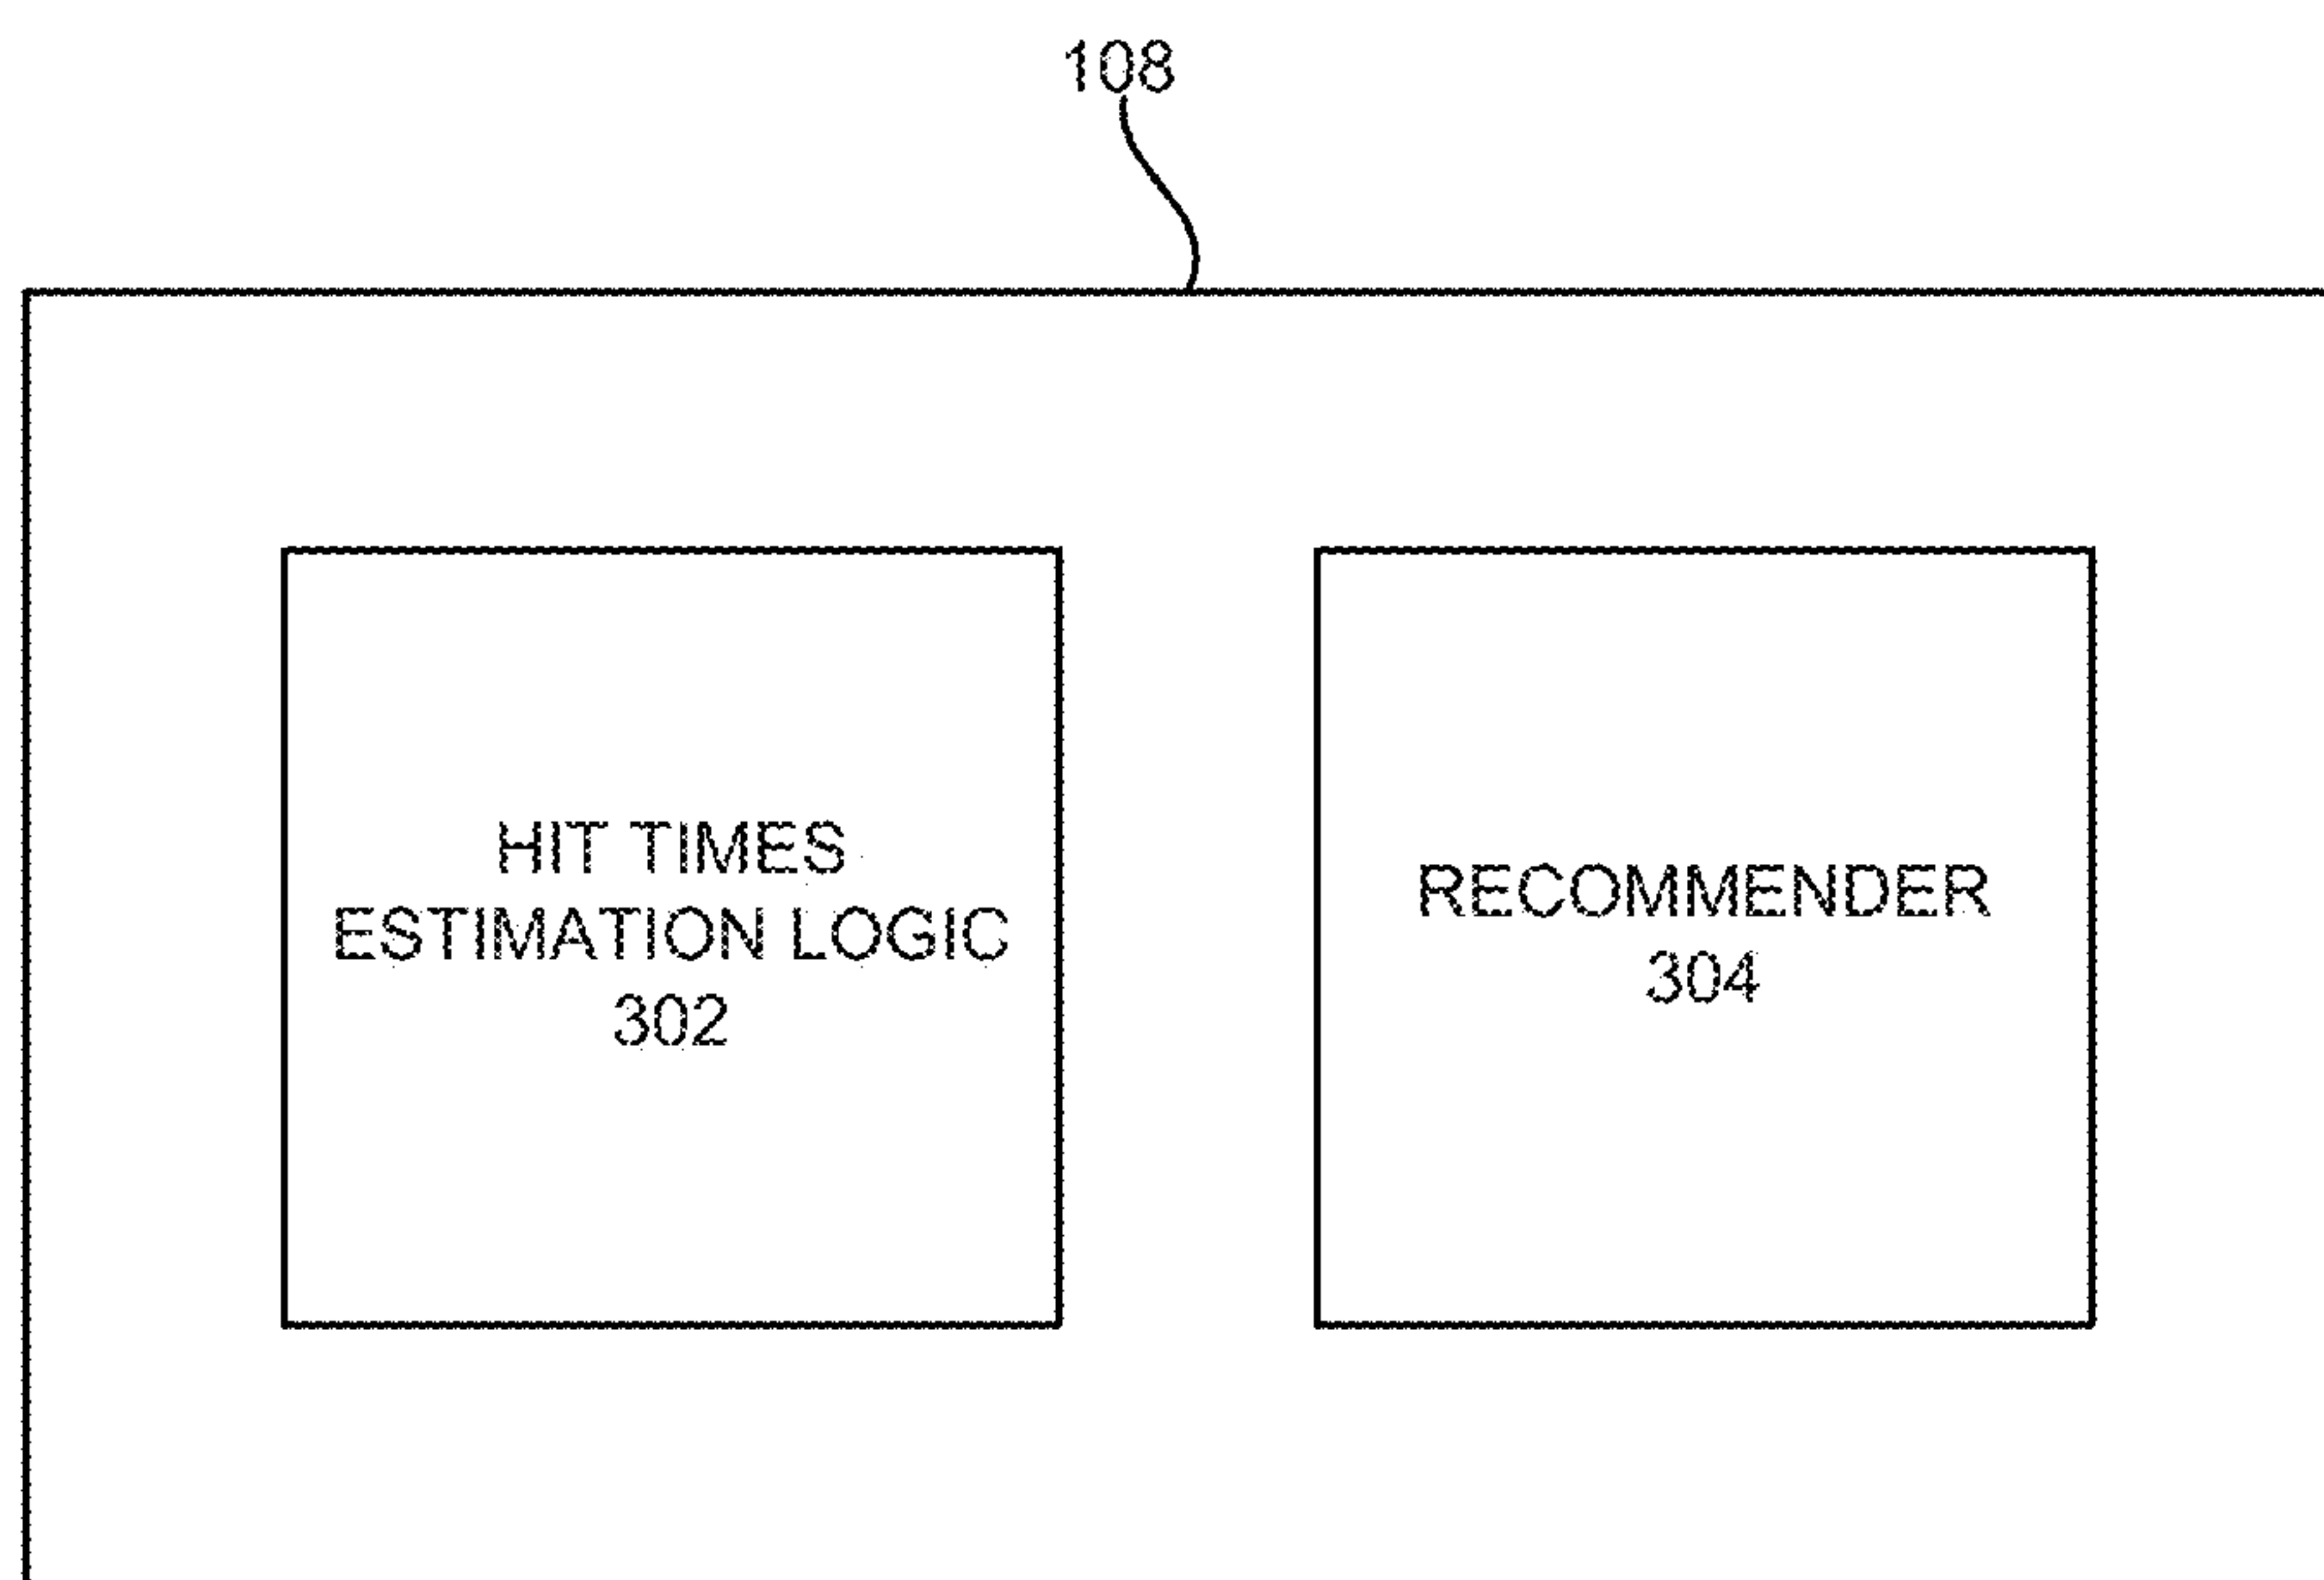 108
HIT TIMES
ESTIMATION LOGIC
302
RECOMMENDER
304